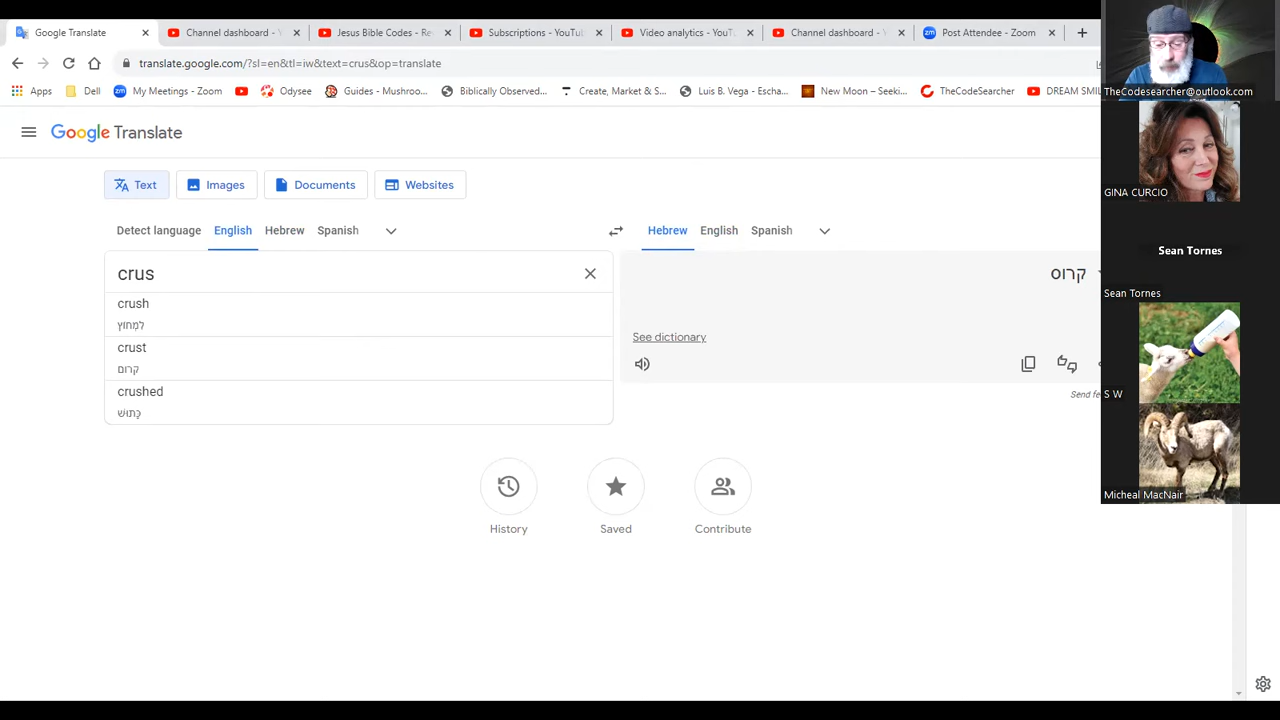 Google Translate
Channel dashboard - Y
Jesus Bible Codes - Re
Subscriptions - YouTu
Video analytics - YouTu
Channel dashboard - Y
Post Attendee - Zoom
translate.google.com/?sl=en&tl=iw&text=crus&op=translate
TheCodesearcher@outlook.com
Apps
Dell
My Meetings - Zoom
Odysee
Guides - Mushroo...
Biblically Observed...
Create, Market & S...
Luis B. Vega - Escha...
New Moon – Seeki...
TheCodeSearcher
DREAM SMIL
Google Translate
Text
Images
Documents
Websites
GINA CURCIO
Detect language
English
Hebrew
Spanish
Hebrew
English
Spanish
Sean Tornes
crus
קרוס
Sean Tornes
crush
לִמְחוֹץ
See dictionary
crust
קרום
crushed
כָּתוּשׁ
Send fe
S W
History
Saved
Contribute
Micheal MacNair